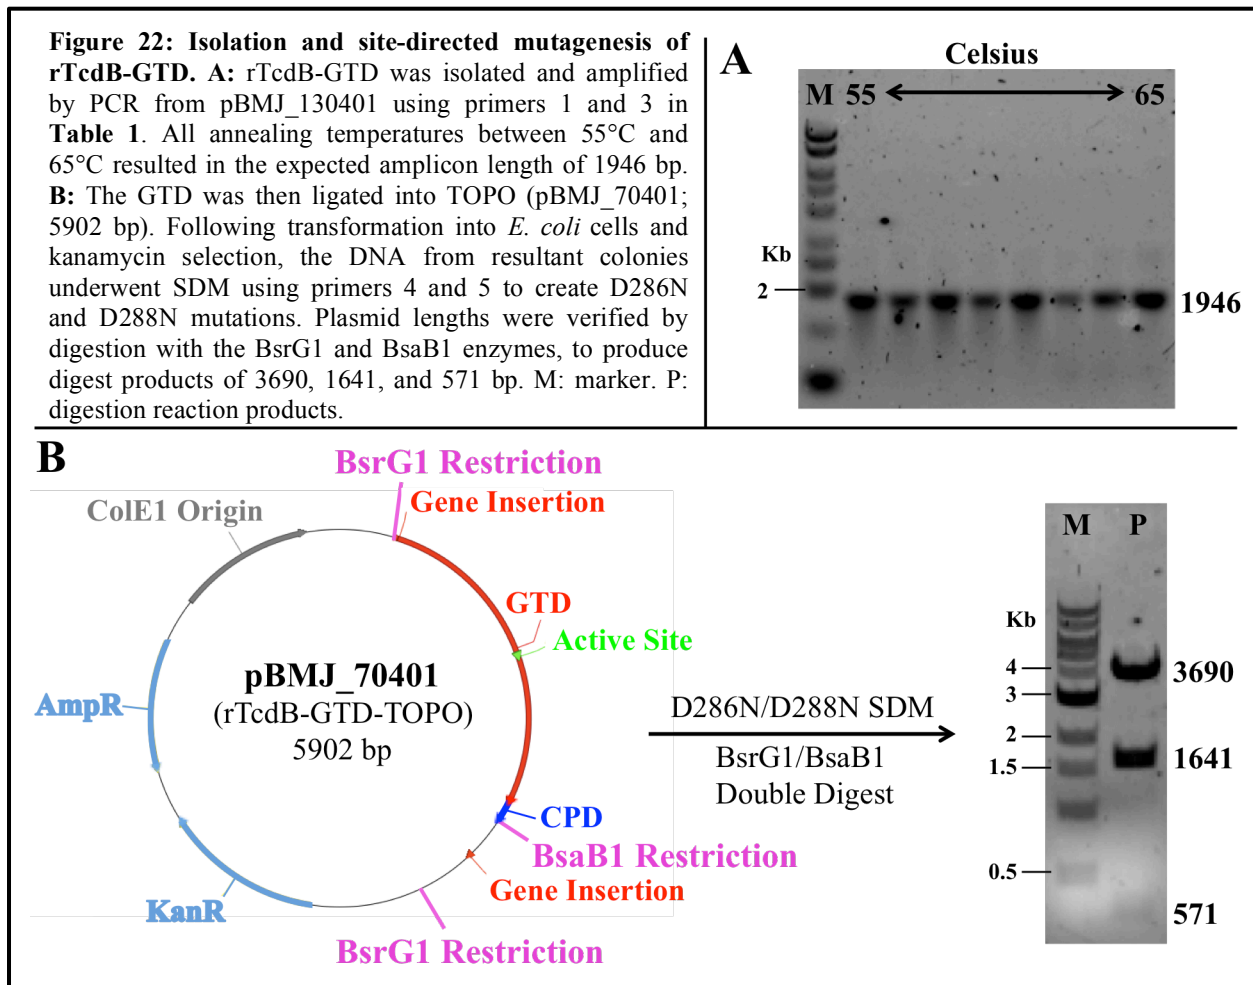 Figure 22: Isolation and site-directed mutagenesis of
rTcdB-GTD. A: rTcdB-GTD was isolated and amplified
by PCR from pBMJ_130401 using primers 1 and 3 in
Table 1. All annealing temperatures between 55°C and
65°C resulted in the expected amplicon length of 1946 bp.
B: The GTD was then ligated into TOPO (pBMJ_70401;
5902 bp). Following transformation into E. coli cells and
kanamycin selection, the DNA from resultant colonies
underwent SDM using primers 4 and 5 to create D286N
and D288N mutations. Plasmid lengths were verified by
digestion with the BsrG1 and BsaB1 enzymes, to produce
digest products of 3690, 1641, and 571 bp. M: marker. P:
digestion reaction products.
A
Celsius
M 55 65
Kb
2
1946
B
BsrG1 Restriction
Gene Insertion
ColE1 Origin
GTD
Active Site
pBMJ_70401
(rTcdB-GTD-TOPO)
5902 bp
AmpR
CPD
BsaB1 Restriction
Gene Insertion
KanR
BsrG1 Restriction
D286N/D288N SDM
BsrG1/BsaB1
Double Digest
M P
Kb
4
3690
3
2
1641
1.5
0.5
571